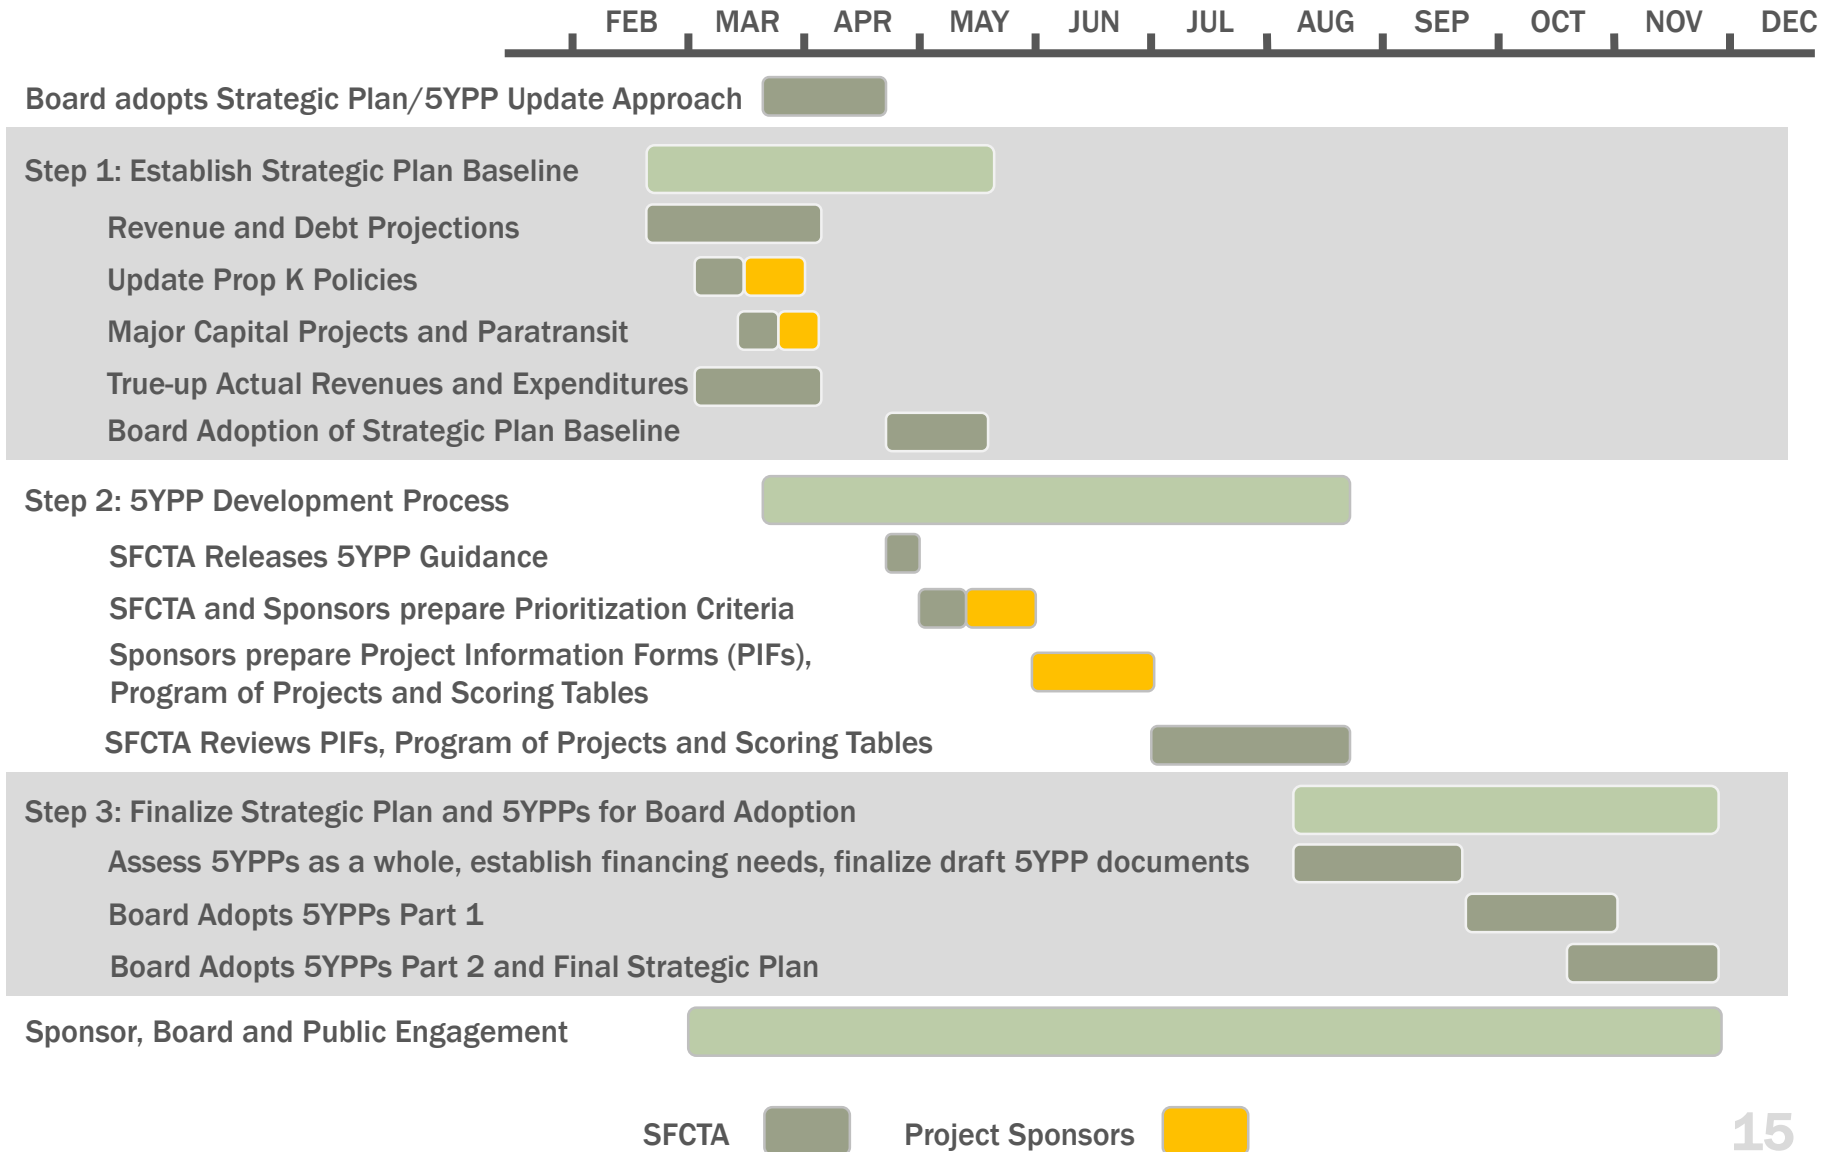 FEB MAR APR MAY JUN JUL AUG SEP OCT NOV DEC
Board adopts Strategic Plan/5YPP Update Approach
Step 1: Establish Strategic Plan Baseline
Revenue and Debt Projections
Update Prop K Policies
Major Capital Projects and Paratransit
True-up Actual Revenues and Expenditures
Board Adoption of Strategic Plan Baseline
Step 2: 5YPP Development Process
SFCTA Releases 5YPP Guidance
SFCTA and Sponsors prepare Prioritization Criteria
Sponsors prepare Project Information Forms (PIFs),
Program of Projects and Scoring Tables
SFCTA Reviews PIFs, Program of Projects and Scoring Tables
Step 3: Finalize Strategic Plan and 5YPPs for Board Adoption
Assess 5YPPs as a whole, establish financing needs, finalize draft 5YPP documents
Board Adopts 5YPPs Part 1
Board Adopts 5YPPs Part 2 and Final Strategic Plan
Sponsor, Board and Public Engagement
SFCTA Project Sponsors
15